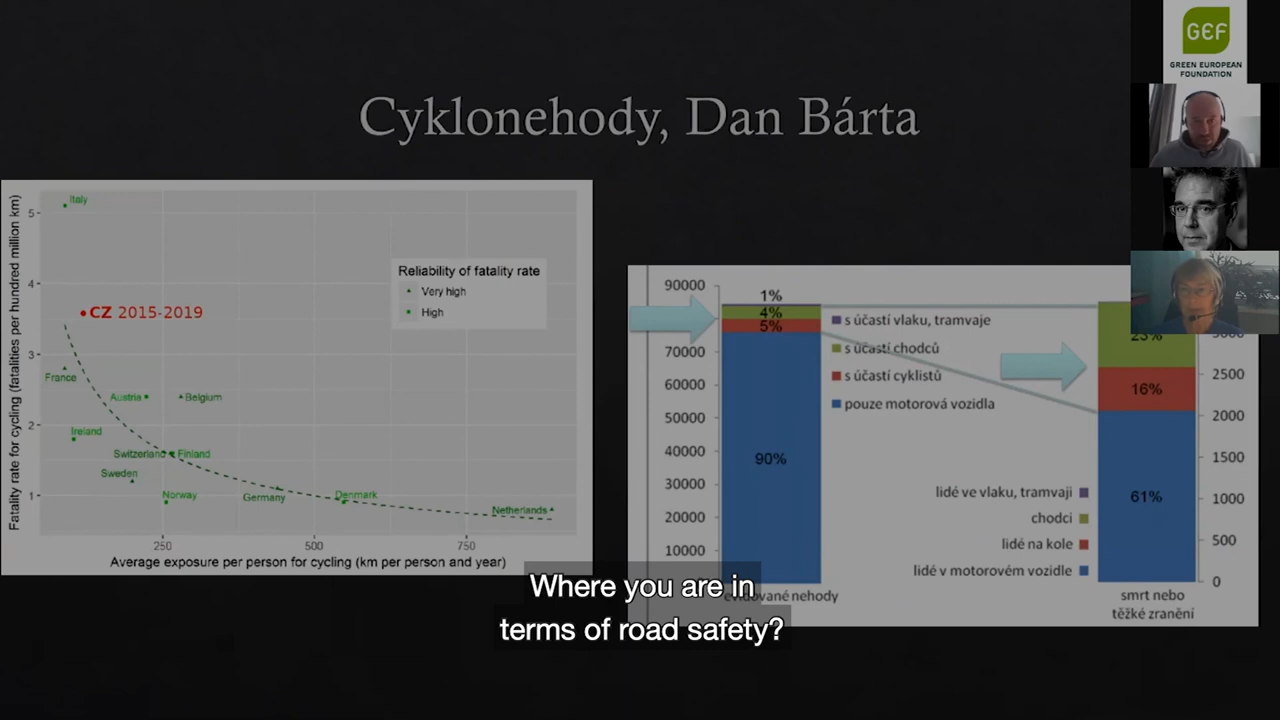 GEF
GREEN EUROPEAN
FOUNDATION
Cyklonehody, Dan Bárta
Fatality rate for cycling (fatalities per hundred million km)
5
4
3
2
1
Italy
CZ 2015-2019
France
Austria
Belgium
Ireland
Switzerland
Finland
Sweden
Norway
Germany
Denmark
Netherlands
Reliability of fatality rate
Very high
High
250
500
750
Average exposure per person for cycling (km per person and year)
90000
70000
60000
50000
40000
30000
20000
10000
1%
4%
5%
90%
s účastí vlaku, tramvaje
s účastí chodců
s účastí cyklistů
pouze motorová vozidla
lidé ve vlaku, tramvaji
chodci
lidé na kole
lidé v motorovém vozidle
23%
16%
61%
3000
2500
2000
1500
1000
500
0
evidované nehody
smrt nebo
těžké zranění
Where you are in
terms of road safety?